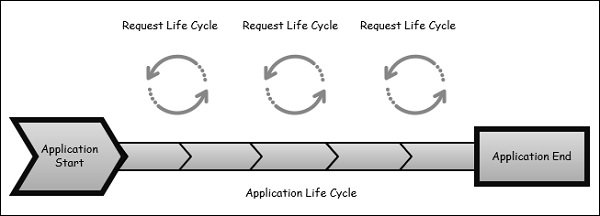 Request Life Cycle
Request Life Cycle
Request Life Cycle
Application
Start
Application End
Application Life Cycle